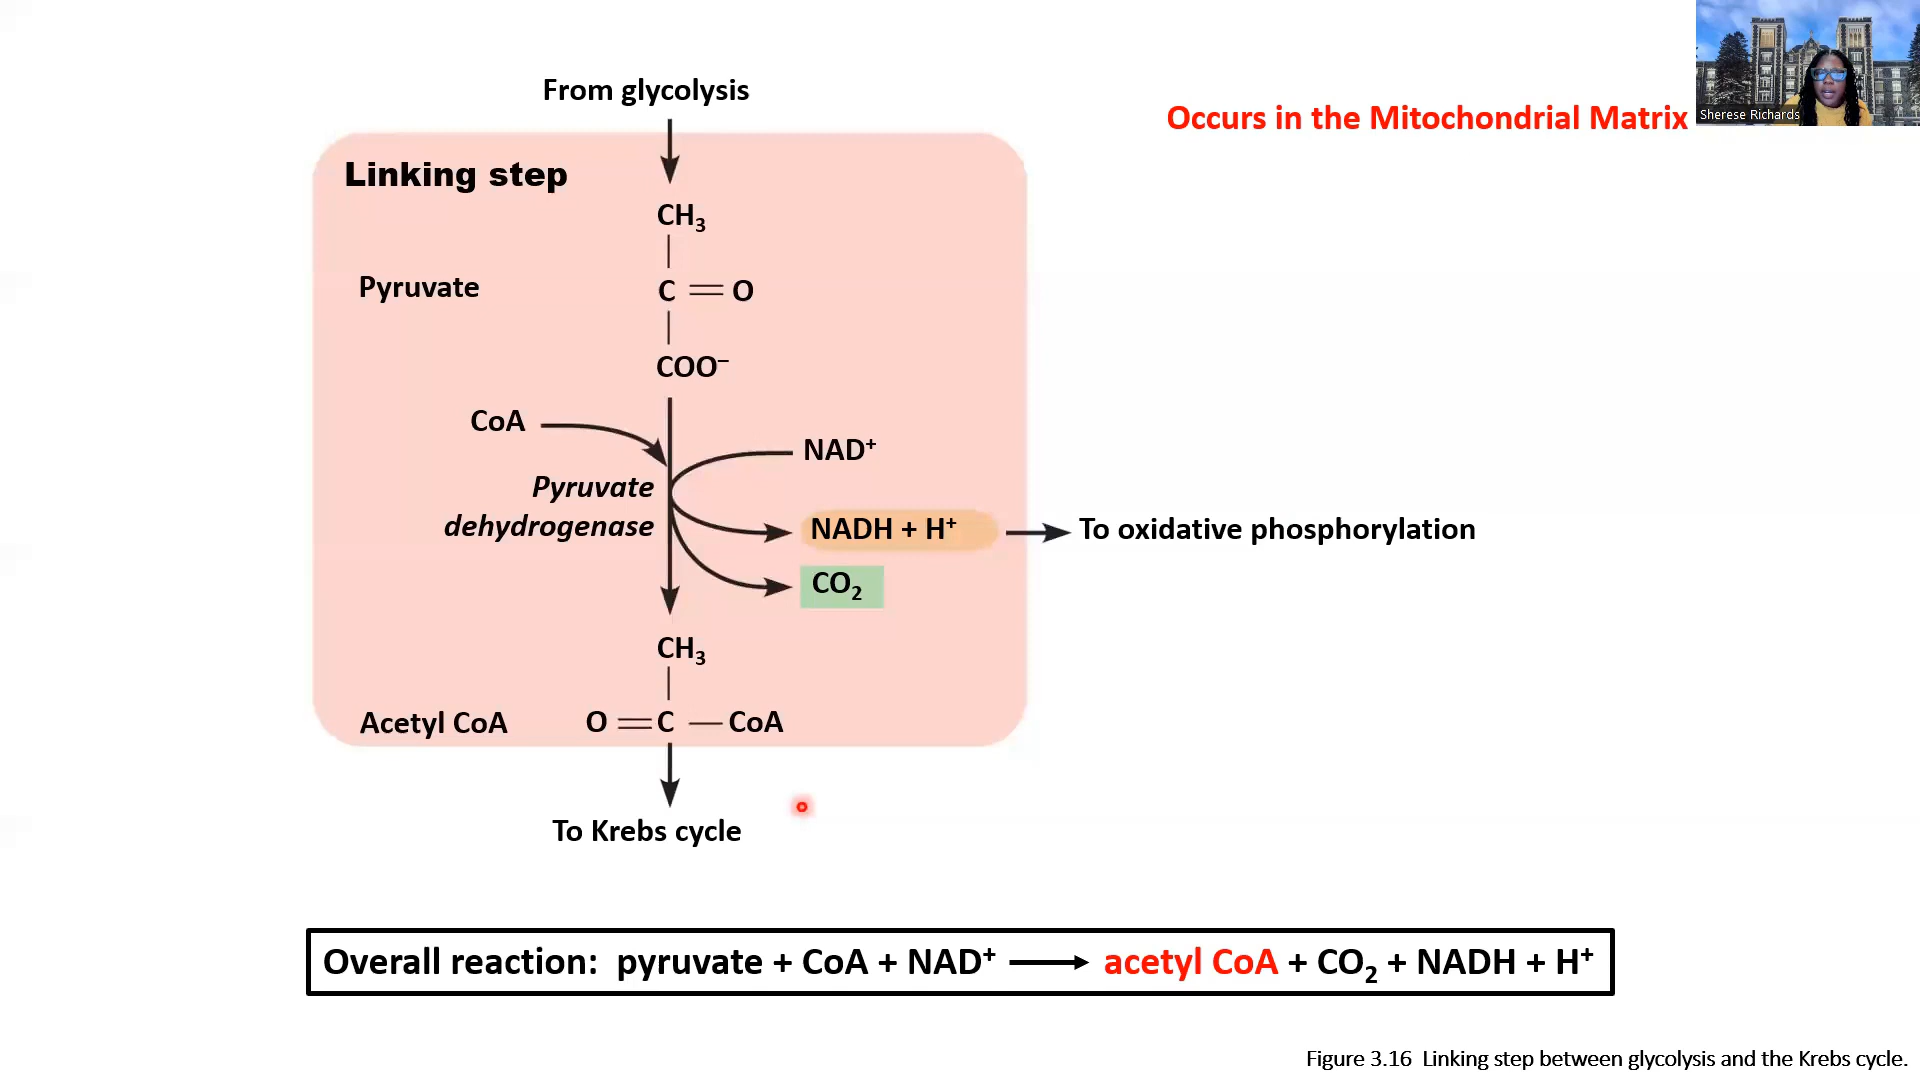 From glycolysis
Occurs in the Mitochondrial Matrix
Sherese Richards
Linking step
CH₃
Pyruvate
C = O
COO⁻
CoA
NAD⁺
Pyruvate
dehydrogenase
NADH + H⁺
To oxidative phosphorylation
CO₂
CH₃
Acetyl CoA
O = C — CoA
To Krebs cycle
Overall reaction: pyruvate + CoA + NAD⁺ ⟶ acetyl CoA + CO₂ + NADH + H⁺
Figure 3.16 Linking step between glycolysis and the Krebs cycle.